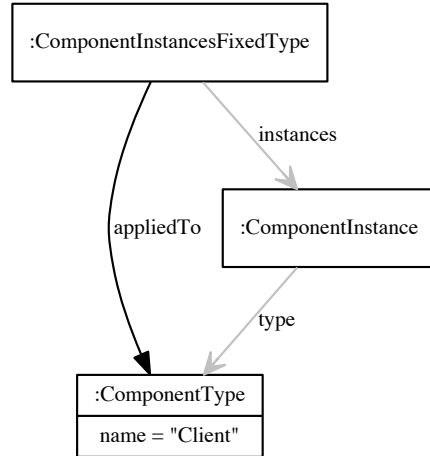 :ComponentInstancesFixedType
instances
:ComponentInstance
appliedTo
type
:ComponentType
name = "Client"